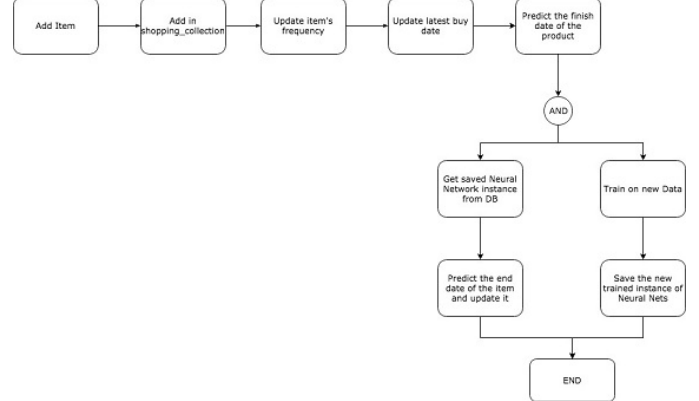 Add Item
Add in
shopping_collection
Update item's
frequency
Update latest buy
date
Predict the finish
date of the
product
AND
Get saved Neural
Network instance
from DB
Train on new Data
Predict the end
date of the item
and update it
Save the new
trained instance of
Neural Nets
END